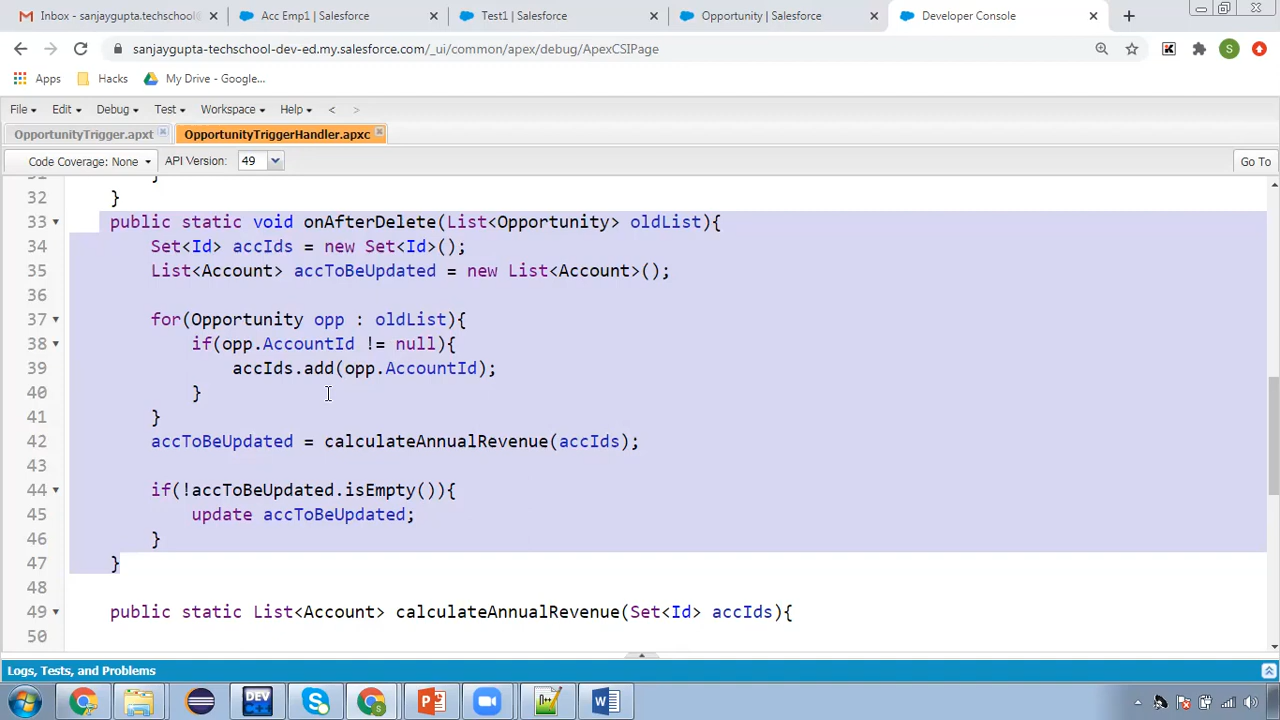 Inbox - sanjaygupta.techschool
Acc Emp1 | Salesforce
Test1 | Salesforce
Opportunity | Salesforce
Developer Console
sanjaygupta-techschool-dev-ed.my.salesforce.com/_ui/common/apex/debug/ApexCSIPage
S
Apps
Hacks
My Drive - Google...
File
Edit
Debug
Test
Workspace
Help
<
>
OpportunityTrigger.apxt
OpportunityTriggerHandler.apxc
Code Coverage: None
API Version:
49
Go To
31 }
32 }
33 public static void onAfterDelete(List<Opportunity> oldList){
34 Set<Id> accIds = new Set<Id>();
35 List<Account> accToBeUpdated = new List<Account>();
36
37 for(Opportunity opp : oldList){
38 if(opp.AccountId != null){
39 accIds.add(opp.AccountId);
40 }
41 }
42 accToBeUpdated = calculateAnnualRevenue(accIds);
43
44 if(!accToBeUpdated.isEmpty()){
45 update accToBeUpdated;
46 }
47 }
48
49 public static List<Account> calculateAnnualRevenue(Set<Id> accIds){
50
Logs, Tests, and Problems
DEV
C++